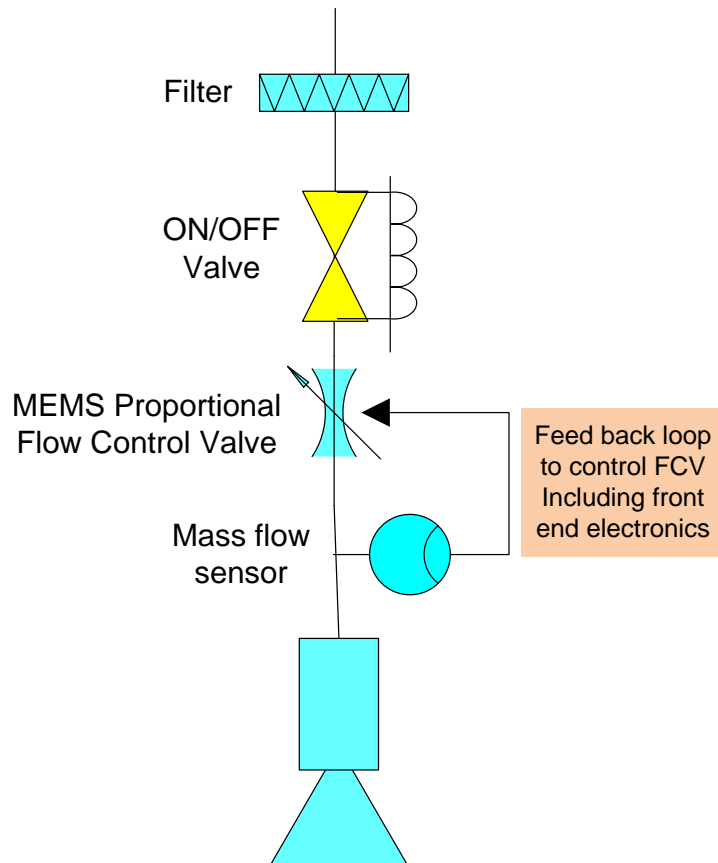 Filter
ON/OFF
Valve
MEMS Proportional
Flow Control Valve
Feed back loop
to control FCV
Including front
end electronics
Mass flow
sensor